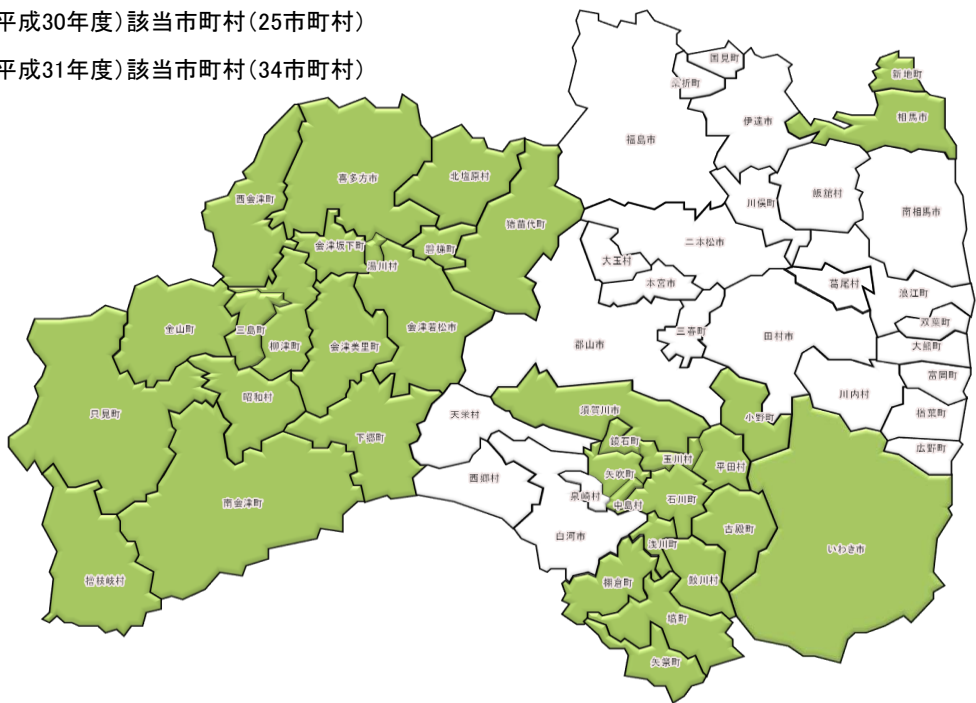 平成30年度）該当市町村（25市町村）
平成31年度）該当市町村（34市町村）
国見町
桑折町
新地町
相馬市
伊達市
福島市
飯舘村
川俣町
南相馬市
喜多方市
北塩原村
西会津町
猪苗代町
会津坂下町
磐梯町
湯川村
二本松市
大玉村
本宮市
葛尾村
浪江町
双葉町
大熊町
富岡町
楢葉町
広野町
川内村
田村市
三春町
郡山市
金山町
三島町
柳津町
会津美里町
会津若松市
昭和村
只見町
下郷町
天栄村
須賀川市
小野町
鏡石町
玉川村
平田村
矢吹町
西郷村
泉崎村
中島村
石川町
南会津町
白河市
古殿町
浅川町
いわき市
檜枝岐村
棚倉町
鮫川村
塙町
矢祭町